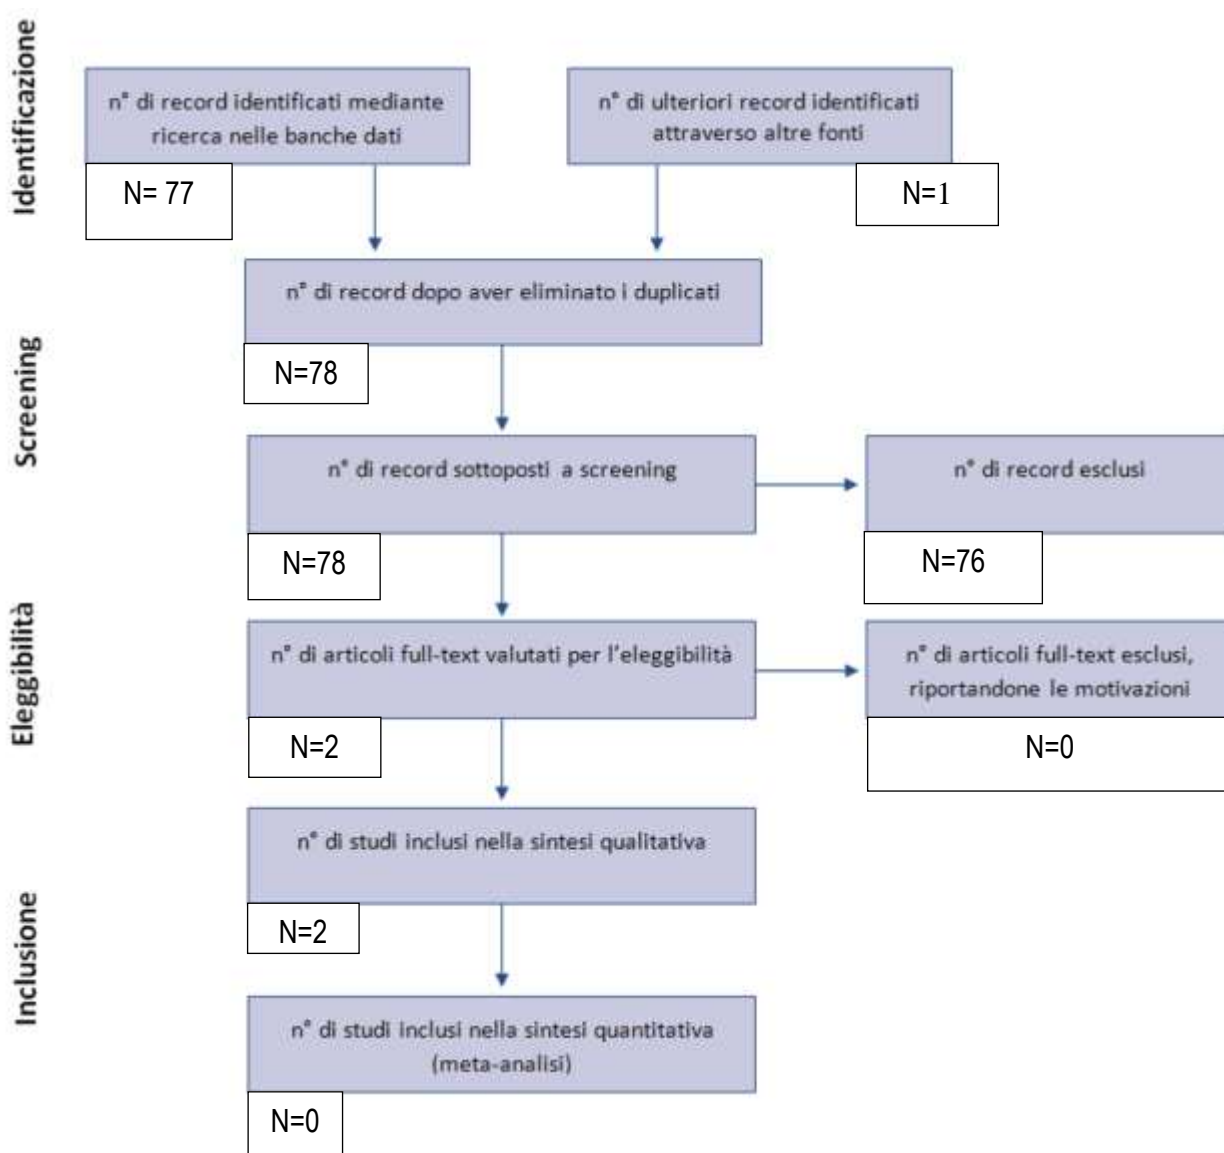 Identificazione
n° di record identificati mediante
ricerca nelle banche dati
N= 77
n° di ulteriori record identificati
attraverso altre fonti
N=1
Screening
n° di record dopo aver eliminato i duplicati
N=78
n° di record sottoposti a screening
N=78
n° di record esclusi
N=76
Eleggibilità
n° di articoli full-text valutati per l'eleggibilità
N=2
n° di articoli full-text esclusi,
riportandone le motivazioni
N=0
Inclusione
n° di studi inclusi nella sintesi qualitativa
N=2
n° di studi inclusi nella sintesi quantitativa
(meta-analisi)
N=0